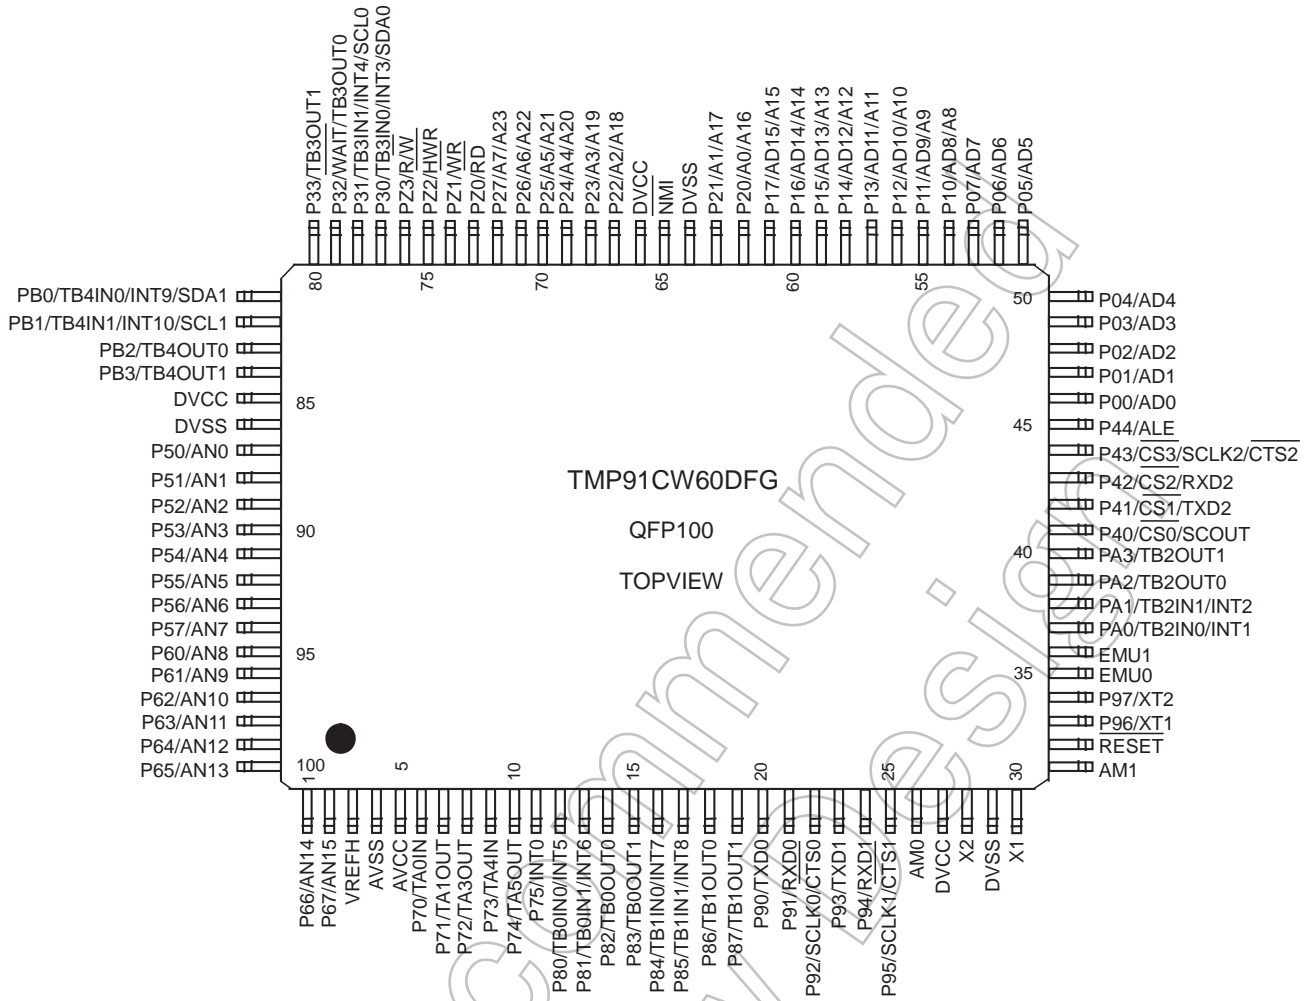 P33/TB3OUT1
P32/WAIT/TB3OUT0
P31/TB3IN1/INT4/SCL0
P30/TB3IN0/INT3/SDA0
PZ3/R/W
PZ2/HWR
PZ1/WR
PZ0/RD
P27/A7/A23
P26/A6/A22
P25/A5/A21
P24/A4/A20
P23/A3/A19
P22/A2/A18
DVCC
NMI
DVSS
P21/A1/A17
P20/A0/A16
P17/AD15/A15
P16/AD14/A14
P15/AD13/A13
P14/AD12/A12
P13/AD11/A11
P12/AD10/A10
P11/AD9/A9
P10/AD8/A8
P07/AD7
P06/AD6
P05/AD5
80
75
70
65
60
55
50
PB0/TB4IN0/INT9/SDA1
PB1/TB4IN1/INT10/SCL1
PB2/TB4OUT0
PB3/TB4OUT1
DVCC
DVSS
P50/AN0
P51/AN1
P52/AN2
P53/AN3
P54/AN4
P55/AN5
P56/AN6
P57/AN7
P60/AN8
P61/AN9
P62/AN10
P63/AN11
P64/AN12
P65/AN13
85
90
95
100
TMP91CW60DFG
QFP100
TOPVIEW
45
40
35
P04/AD4
P03/AD3
P02/AD2
P01/AD1
P00/AD0
P44/ALE
P43/CS3/SCLK2/CTS2
P42/CS2/RXD2
P41/CS1/TXD2
P40/CS0/SCOUT
PA3/TB2OUT1
PA2/TB2OUT0
PA1/TB2IN1/INT2
PA0/TB2IN0/INT1
EMU1
EMU0
P97/XT2
P96/XT1
RESET
AM1
1
5
10
15
20
25
30
P66/AN14
P67/AN15
VREFH
AVSS
AVCC
P70/TA0IN
P71/TA1OUT
P72/TA3OUT
P73/TA4IN
P74/TA5OUT
P75/INT0
P80/TB0IN0/INT5
P81/TB0IN1/INT6
P82/TB0OUT0
P83/TB0OUT1
P84/TB1IN0/INT7
P85/TB1IN1/INT8
P86/TB1OUT0
P87/TB1OUT1
P90/TXD0
P91/RXD0
P92/SCLK0/CTS0
P93/TXD1
P94/RXD1
P95/SCLK1/CTS1
AM0
DVCC
X2
DVSS
X1
commended
Design